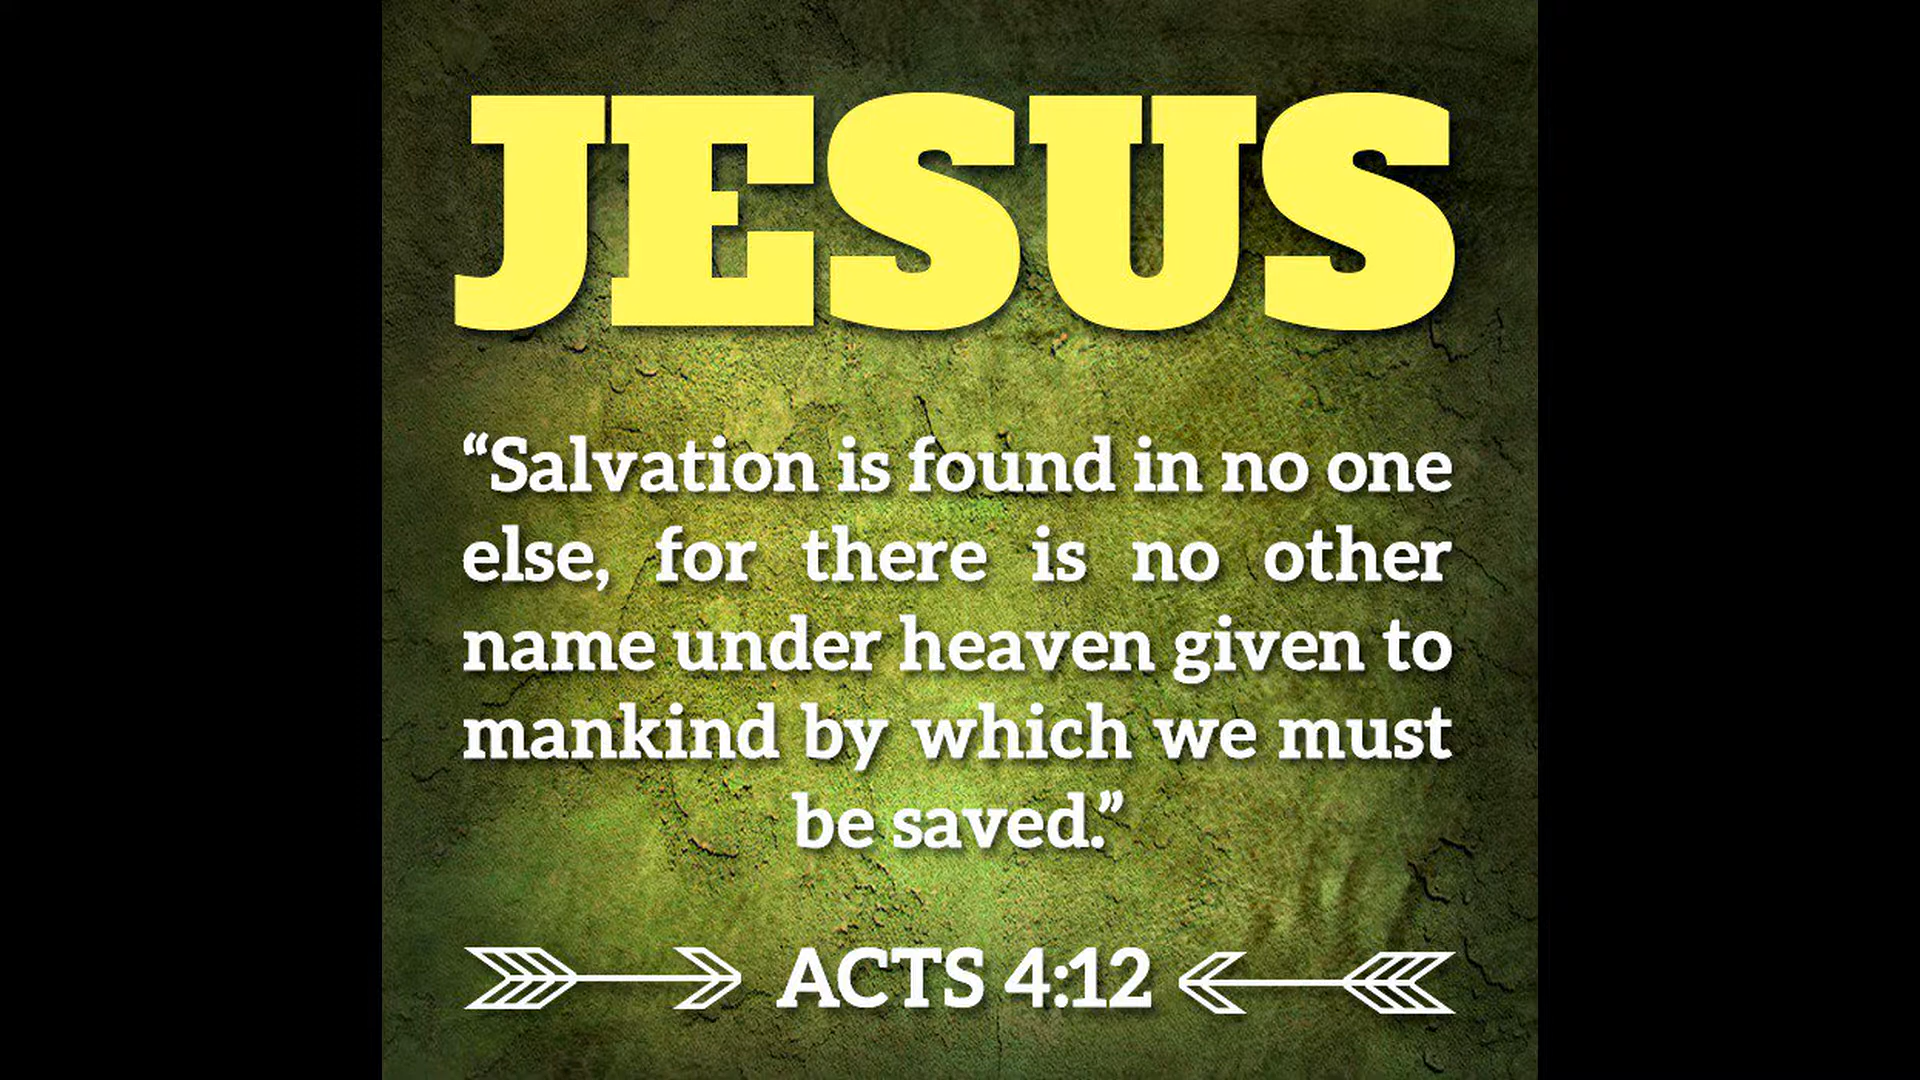 JESUS
“Salvation is found in no one
else, for there is no other
name under heaven given to
mankind by which we must
be saved.”
ACTS 4:12